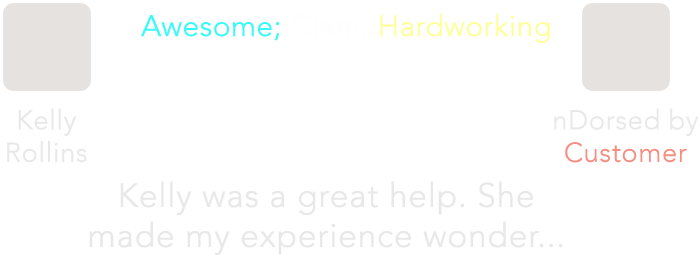 Awesome; Hardworking
Kelly
Rollins
nDorsed by
Customer
Kelly was a great help. She
made my experience wonder...